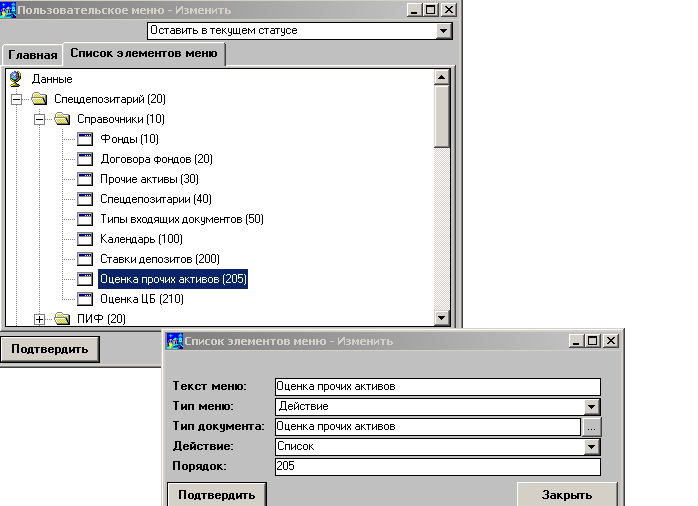 Пользовательское меню - Изменить
Оставить в текущем статусе
Главная Список элементов меню
Данные
Спецдепозитарий (20)
Справочники (10)
Фонды (10)
Договора фондов (20)
Прочие активы (30)
Спецдепозитарии (40)
Типы входящих документов (50)
Календарь (100)
Ставки депозитов (200)
Оценка прочих активов (205)
Оценка ЦБ (210)
ПИФ (20)
Подтвердить
Список элементов меню - Изменить
Текст меню: Оценка прочих активов
Тип меню: Действие
Тип документа: Оценка прочих активов ...
Действие: Список
Порядок: 205
Подтвердить Закрыть